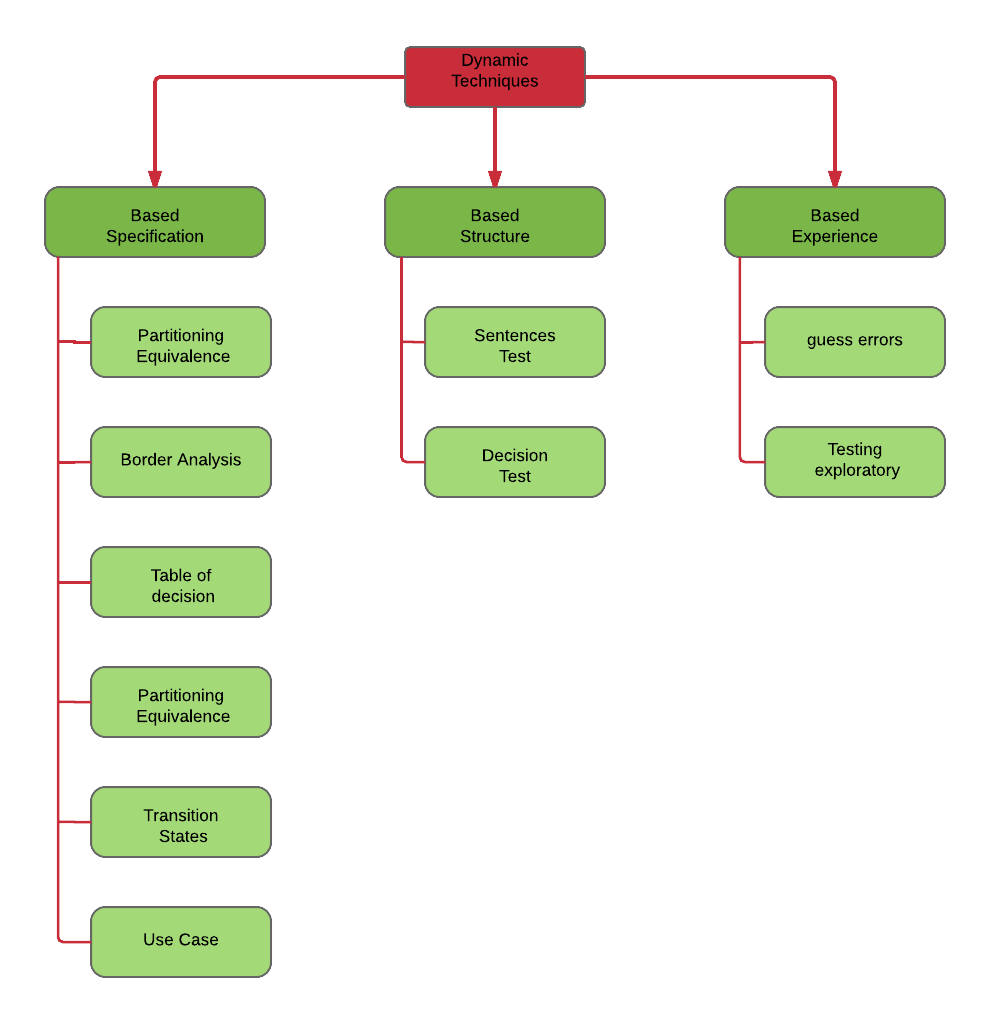 Dynamic
Techniques
Based
Specification
Partitioning
Equivalence
Border Analysis
Table of
decision
Partitioning
Equivalence
Transition
States
Use Case
Based
Structure
Sentences
Test
Decision
Test
Based
Experience
guess errors
Testing
exploratory